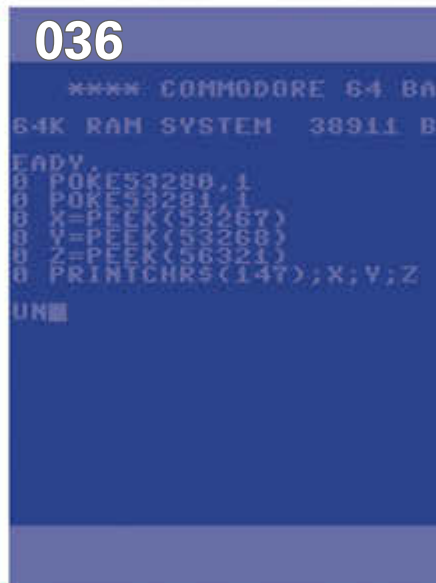 036
**** COMMODORE 64 BA
64K RAM SYSTEM 38911 B
EADY.
0 POKE53280,1
0 POKE53281,1
0 X=PEEK(53267)
0 Y=PEEK(53268)
0 Z=PEEK(56321)
0 PRINTCHR$(147);X;Y;Z
UN